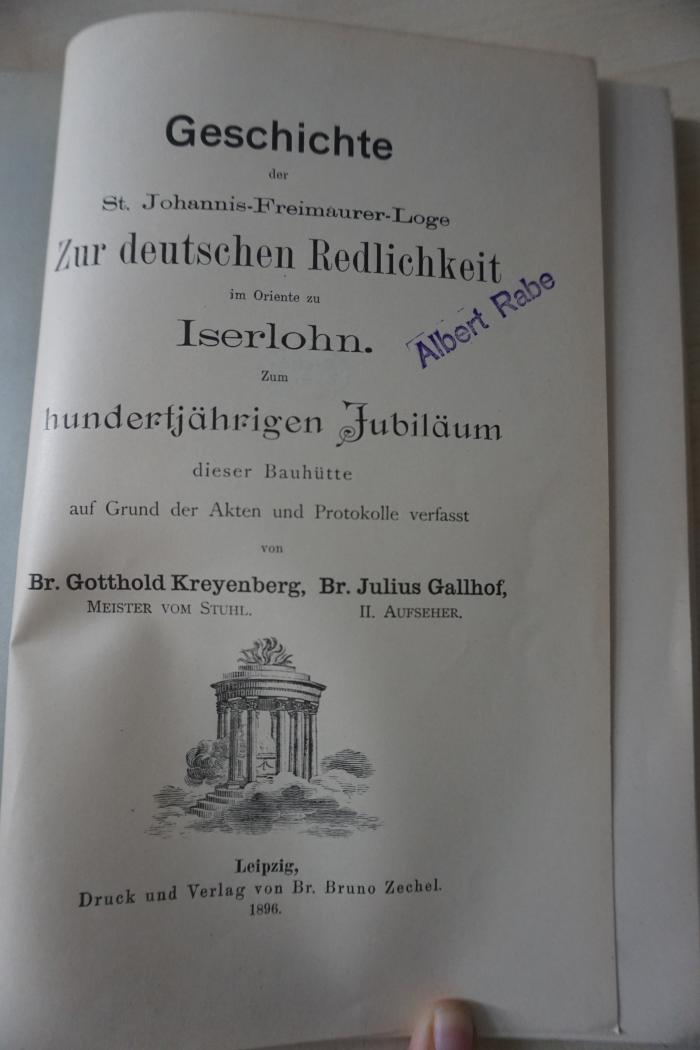 Geschichte
der
St. Johannis-Freimaurer-Loge
Zur deutschen Redlichkeit
im Oriente zu
Iserlohn.
Albert Rabe
Zum
hundertjährigen Jubiläum
dieser Bauhütte
auf Grund der Akten und Protokolle verfasst
von
Br. Gotthold Kreyenberg, Br. Julius Gallhof,
MEISTER VOM STUHL. II. AUFSEHER.
Leipzig,
Druck und Verlag von Br. Bruno Zechel.
1896.